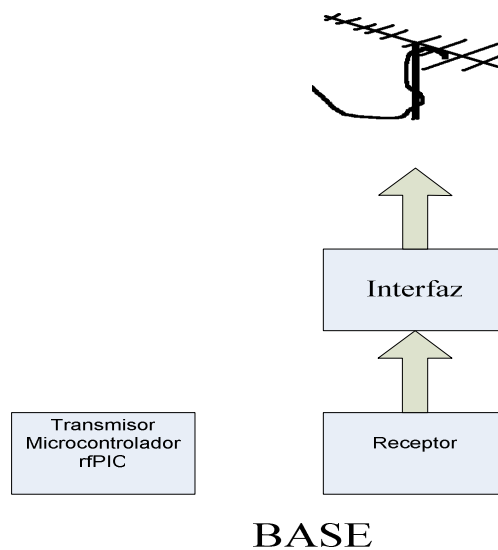 Interfaz
Transmisor
Microcontrolador
rfPIC
Receptor
BASE